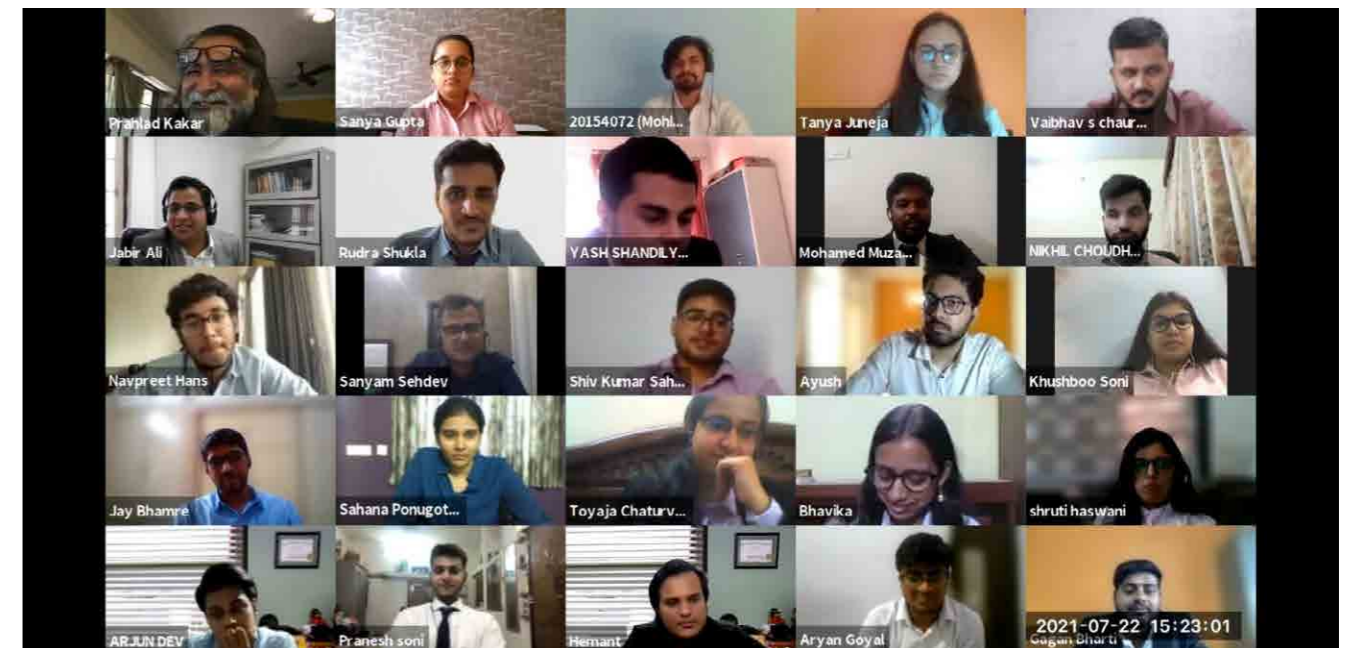 Prahlad Kakar
Sanya Gupta
20154072 (Mohl...
Tanya Juneja
Vaibhav s chaur...
Jabir Ali
Rudra Shukla
YASH SHANDILY...
Mohamed Muza...
NIKHIL CHOUDH...
Navpreet Hans
Sanyam Sehdev
Shiv Kumar Sah...
Ayush
Khushboo Soni
Jay Bhamre
Sahana Ponugot...
Toyaja Chaturv...
Bhavika
shruti haswani
ARJUN DEV
Pranesh soni
Hemant
Aryan Goyal
2021-07-22 15:23:01
Gagan Bharti